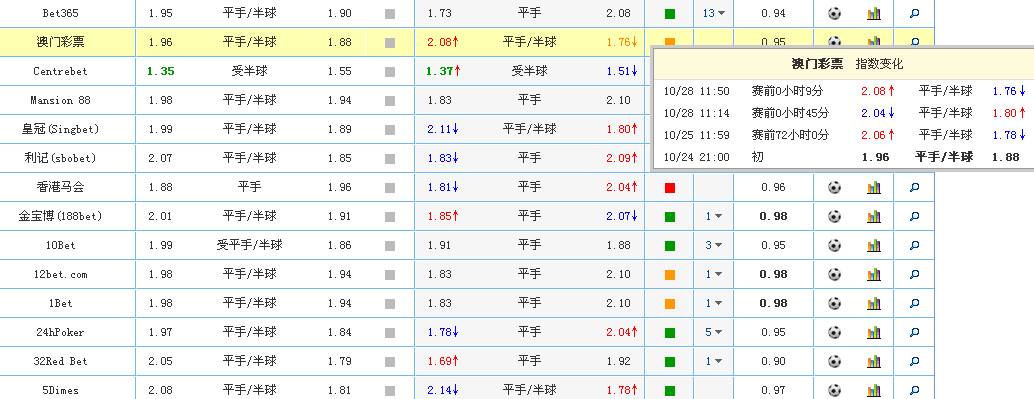 Bet365 1.95 平手/半球 1.90 1.73 平手 2.08 13 0.94
澳门彩票 1.96 平手/半球 1.88 2.08↑ 平手/半球 1.76↓ 0.95
Centrebet 1.35 受半球 1.55 1.37↑ 受半球 1.51↓
澳门彩票 指数变化
Mansion 88 1.98 平手/半球 1.94 1.83 平手 2.10
10/28 11:50 赛前0小时9分 2.08↑ 平手/半球 1.76↓
皇冠(Singbet) 1.99 平手/半球 1.89 2.11↓ 平手/半球 1.80↑
10/28 11:14 赛前0小时45分 2.04↓ 平手/半球 1.80↑
10/25 11:59 赛前72小时0分 2.06↑ 平手/半球 1.78↓
利记(sbobet) 2.07 平手/半球 1.85 1.83↓ 平手 2.09↑
10/24 21:00 初 1.96 平手/半球 1.88
香港马会 1.88 平手 1.96 1.81↓ 平手 2.04↑ 0.96
金宝博(188bet) 2.01 平手/半球 1.91 1.85↑ 平手 2.07↓ 1 0.98
10Bet 1.99 受平手/半球 1.86 1.91 平手 1.88 3 0.95
12bet.com 1.98 平手/半球 1.94 1.83 平手 2.10 1 0.98
1Bet 1.98 平手/半球 1.94 1.83 平手 2.10 1 0.98
24hPoker 1.97 平手/半球 1.84 1.78↓ 平手 2.04↑ 5 0.95
32Red Bet 2.05 平手/半球 1.79 1.69↑ 平手 1.92 1 0.90
5Dimes 2.08 平手/半球 1.81 2.14↓ 平手/半球 1.78↑ 0.97